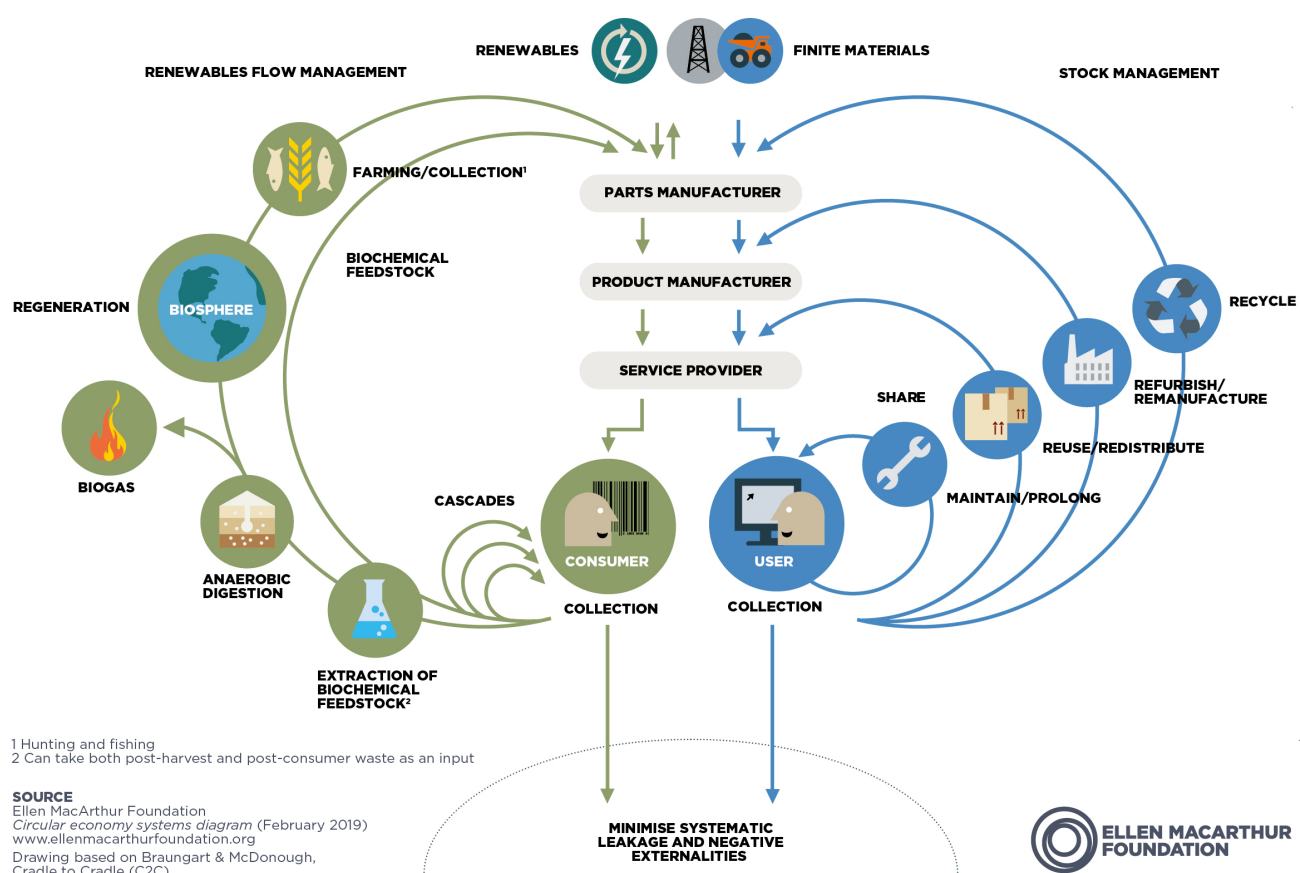 RENEWABLES
FINITE MATERIALS
RENEWABLES FLOW MANAGEMENT
STOCK MANAGEMENT
FARMING/COLLECTION¹
PARTS MANUFACTURER
BIOCHEMICAL
FEEDSTOCK
PRODUCT MANUFACTURER
REGENERATION
BIOSPHERE
RECYCLE
SERVICE PROVIDER
REFURBISH/
REMANUFACTURE
SHARE
REUSE/REDISTRIBUTE
BIOGAS
CASCADES
MAINTAIN/PROLONG
CONSUMER
USER
ANAEROBIC
DIGESTION
COLLECTION
COLLECTION
EXTRACTION OF
BIOCHEMICAL
FEEDSTOCK²
1 Hunting and fishing
2 Can take both post-harvest and post-consumer waste as an input
SOURCE
Ellen MacArthur Foundation
Circular economy systems diagram (February 2019)
www.ellenmacarthurfoundation.org
Drawing based on Braungart & McDonough,
Cradle to Cradle (C2C)
MINIMISE SYSTEMATIC
LEAKAGE AND NEGATIVE
EXTERNALITIES
ELLEN MACARTHUR
FOUNDATION